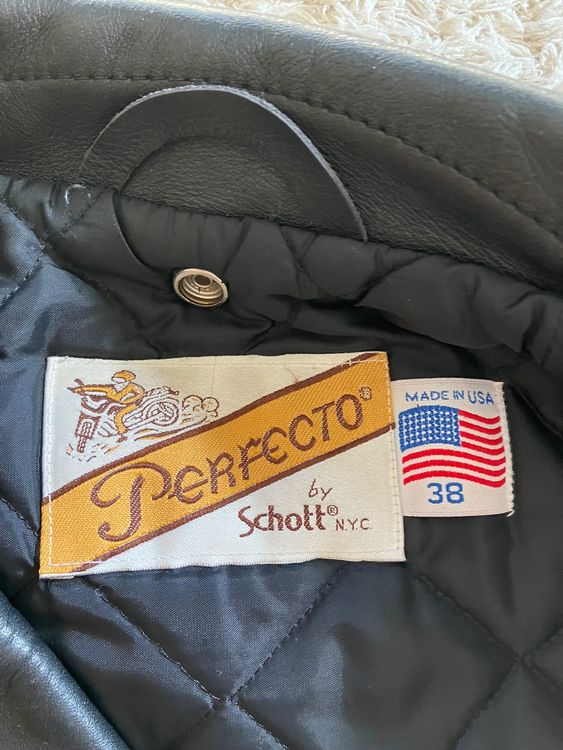 PERFECTO®
by
Schott® N.Y.C.
MADE IN USA
38